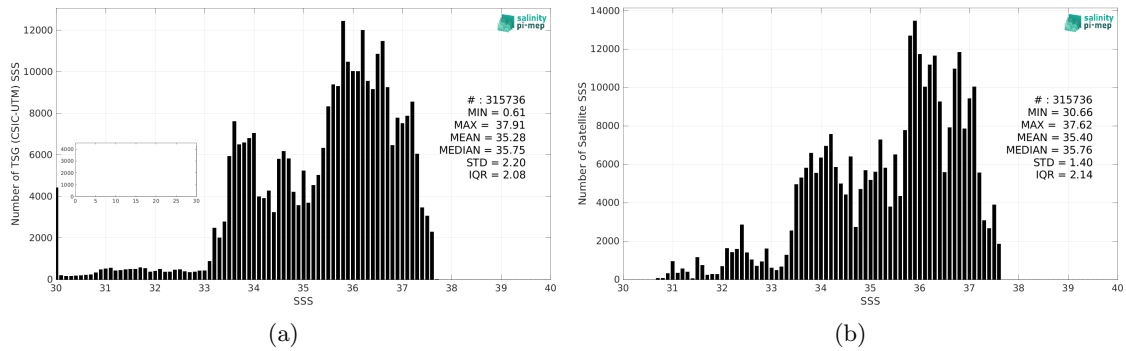 12000
10000
8000
6000
4000
2000
0
Number of TSG (CSIC-UTM) SSS
salinity
pi-mep
# : 315736
MIN = 0.61
MAX = 37.91
MEAN = 35.28
MEDIAN = 35.75
STD = 2.20
IQR = 2.08
4000
3000
2000
1000
0
0 5 10 15 20 25 30
30 31 32 33 34 35 36 37 38 39 40
SSS
(a)
14000
12000
10000
8000
6000
4000
2000
0
Number of Satellite SSS
salinity
pi-mep
# : 315736
MIN = 30.66
MAX = 37.62
MEAN = 35.40
MEDIAN = 35.76
STD = 1.40
IQR = 2.14
30 31 32 33 34 35 36 37 38 39 40
SSS
(b)